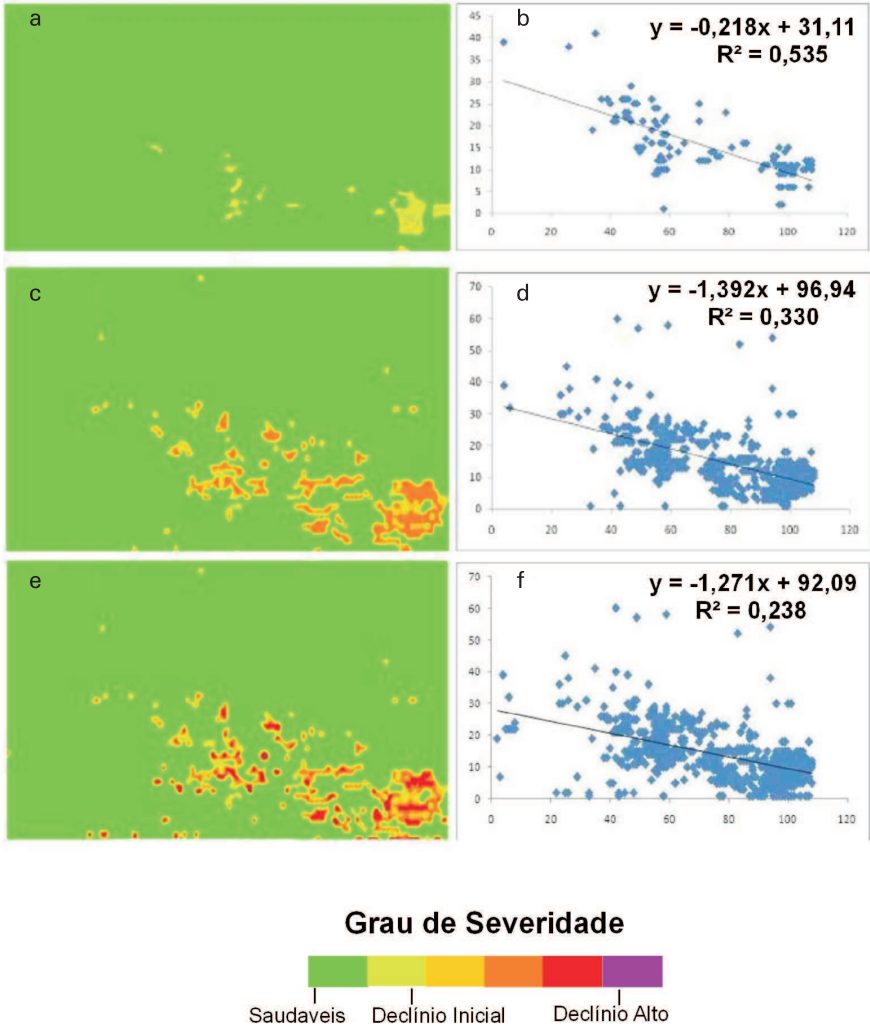 a
b
y = -0,218x + 31,11
R² = 0,535
45
40
35
30
25
20
15
10
5
0
0 20 40 60 80 100 120
c
d
y = -1,392x + 96,94
R² = 0,330
70
60
50
40
30
20
10
0
0 20 40 60 80 100 120
e
f
y = -1,271x + 92,09
R² = 0,238
70
60
50
40
30
20
10
0
0 20 40 60 80 100 120
Grau de Severidade
Saudaveis Declínio Inicial Declínio Alto